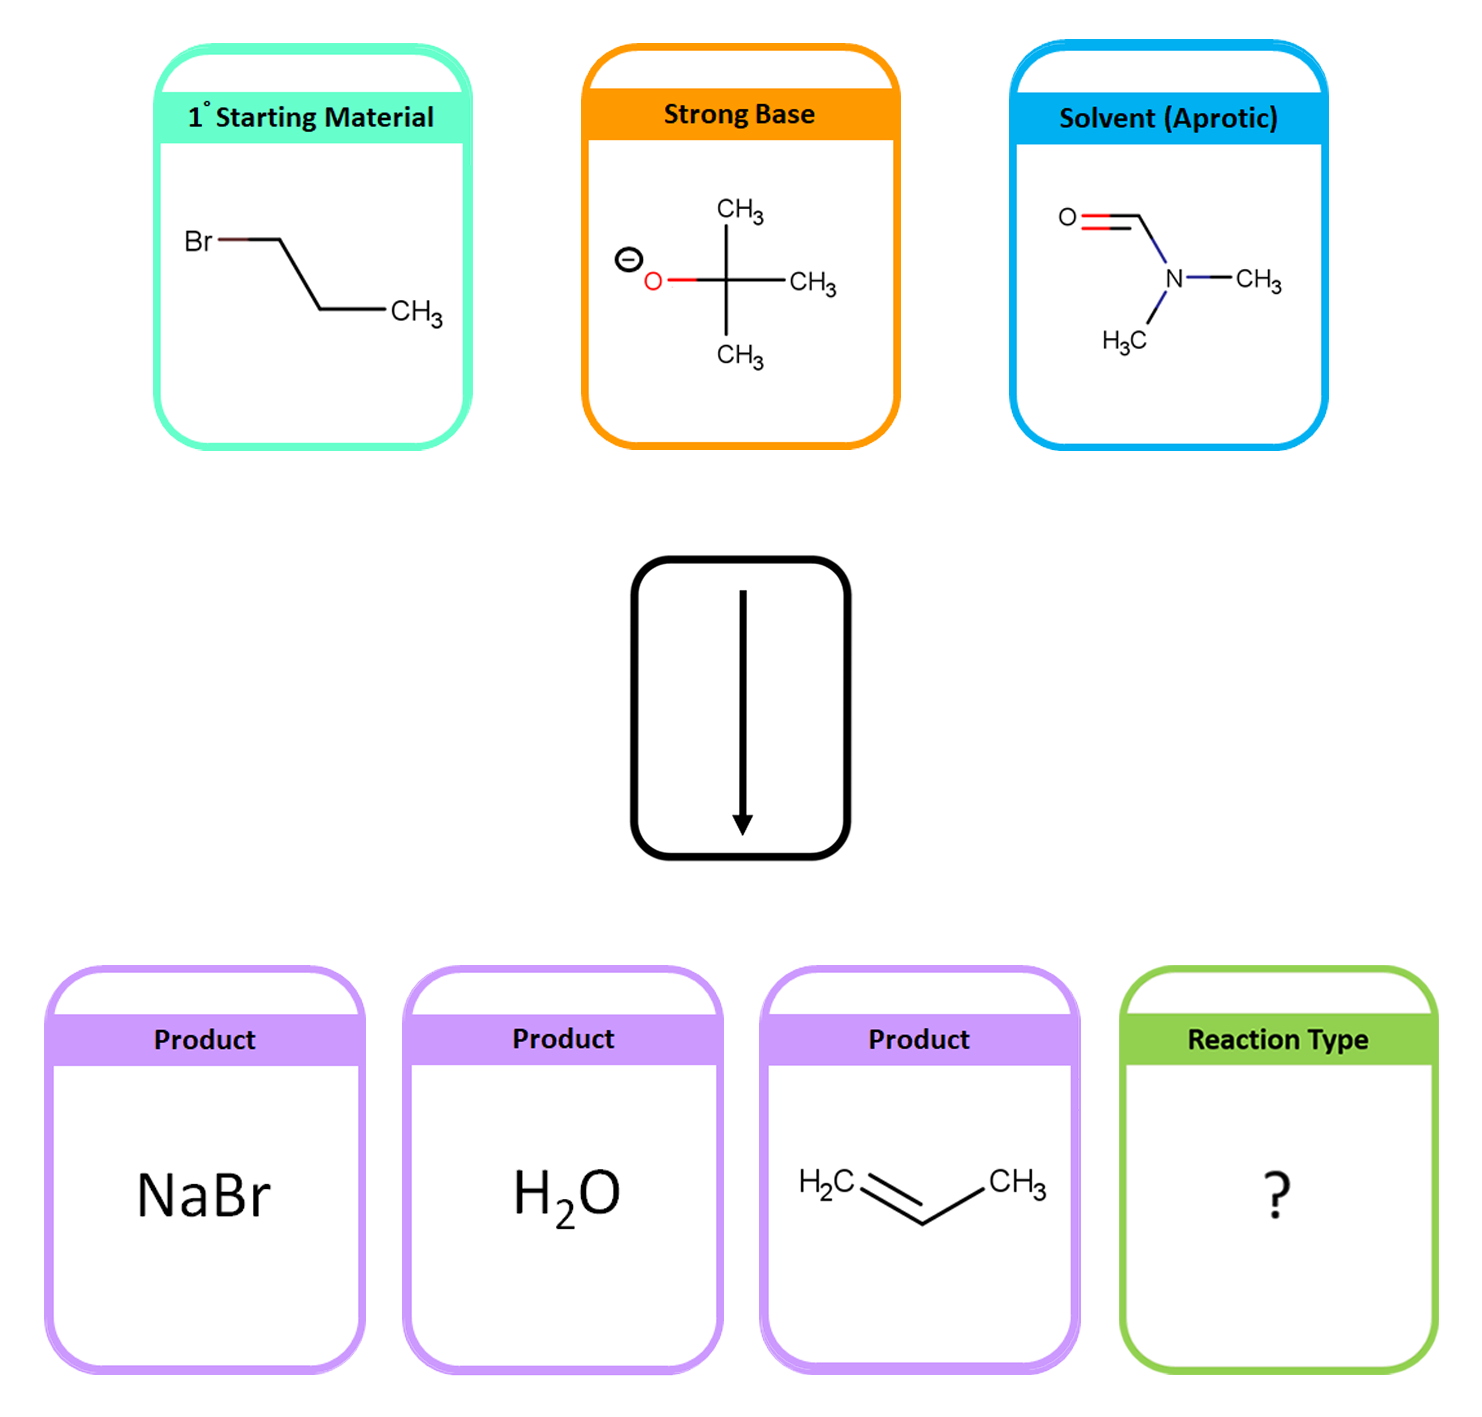 1° Starting Material
Br
CH₃
Strong Base
CH₃
⊖
O
CH₃
CH₃
Solvent (Aprotic)
O
N
CH₃
H₃C
Product
NaBr
Product
H₂O
Product
H₂C
CH₃
Reaction Type
?